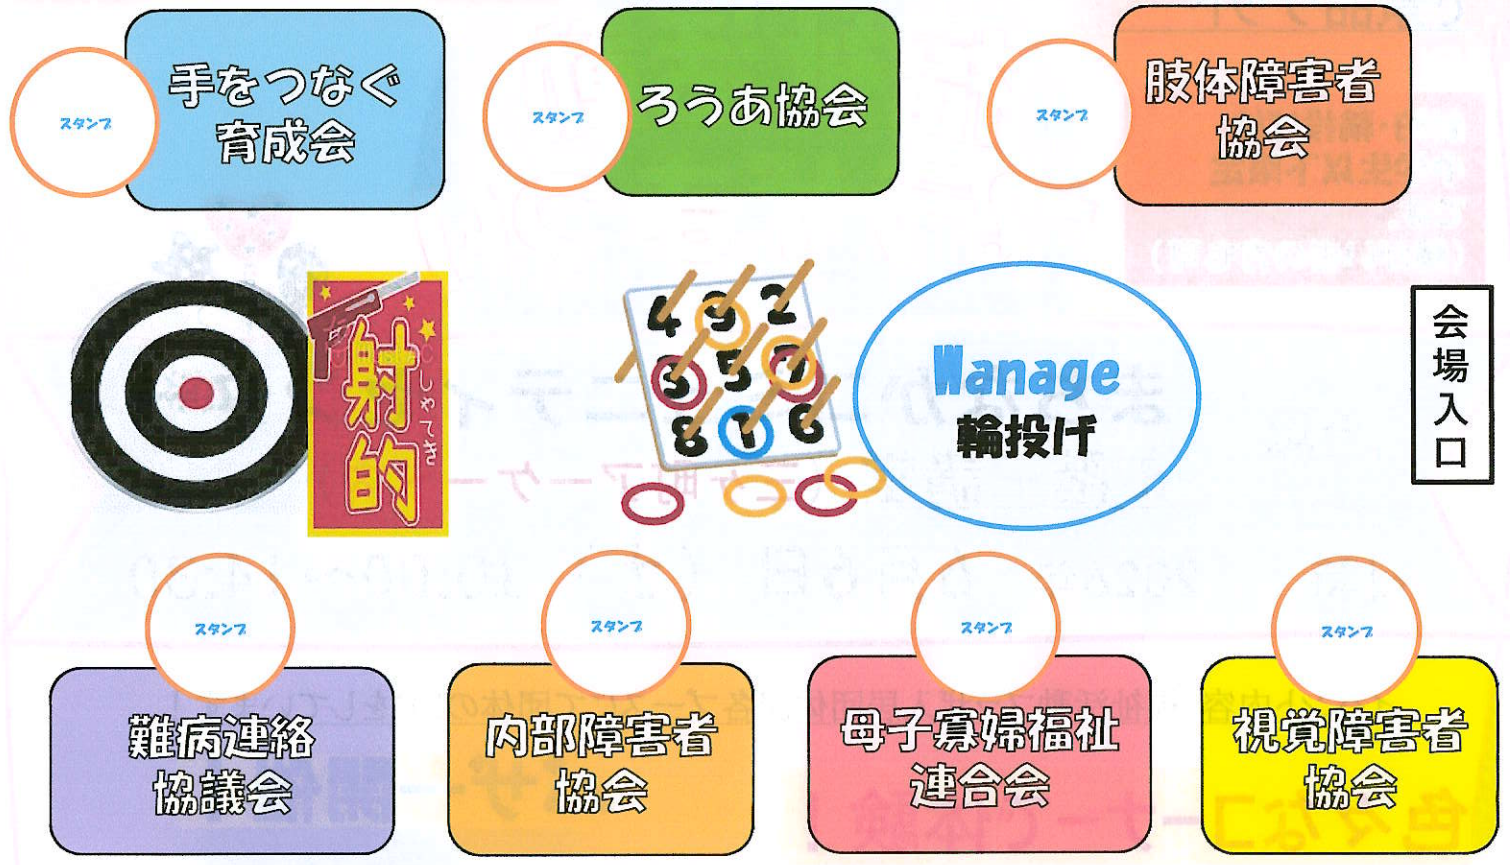 手をつなぐ
育成会
スタンプ
ろうあ協会
スタンプ
肢体障害者
協会
スタンプ
射的
しゃてき
4 9 2
3 5 7
8 1 6
Wanage
輪投げ
会場入口
スタンプ
難病連絡
協議会
スタンプ
内部障害者
協会
スタンプ
母子寡婦福祉
連合会
スタンプ
視覚障害者
協会